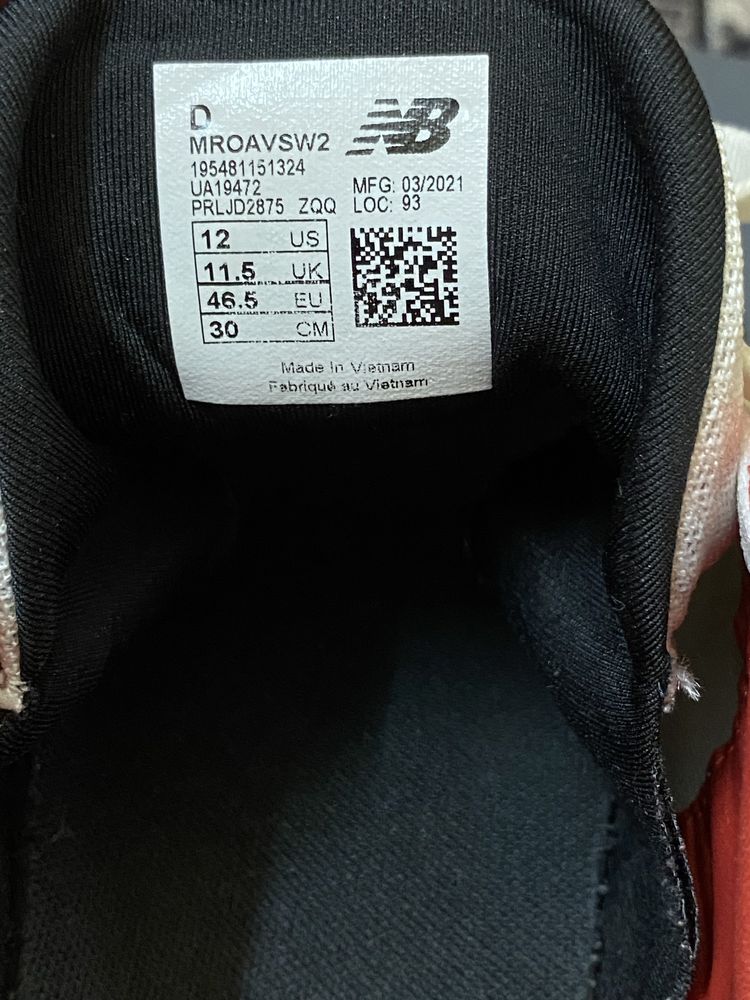 D
MROAVSW2
NB
195481151324
UA19472
MFG: 03/2021
PRLJD2875 ZQQ
LOC: 93
12 US
11.5 UK
46.5 EU
30 CM
Made in Vietnam
Fabriqué au Vietnam